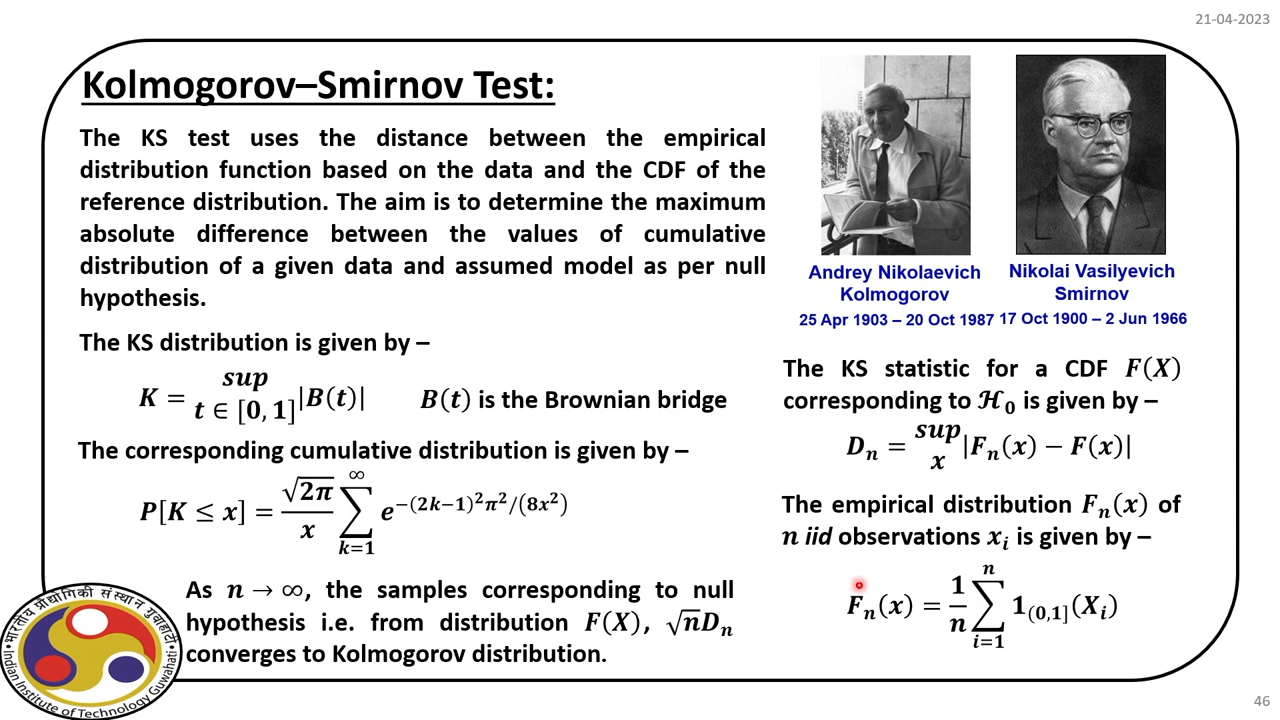 21-04-2023
Kolmogorov–Smirnov Test:
The KS test uses the distance between the empirical
distribution function based on the data and the CDF of the
reference distribution. The aim is to determine the maximum
absolute difference between the values of cumulative
distribution of a given data and assumed model as per null
hypothesis.
The KS distribution is given by –
K = sup t ∈ [0, 1] |B(t)| B(t) is the Brownian bridge
The corresponding cumulative distribution is given by –
P[K ≤ x] = √2π/x ∑_{k=1}^{∞} e^{−(2k−1)²π²/(8x²)}
As n → ∞, the samples corresponding to null
hypothesis i.e. from distribution F(X), √n D_n
converges to Kolmogorov distribution.
Andrey Nikolaevich
Kolmogorov
25 Apr 1903 – 20 Oct 1987
Nikolai Vasilyevich
Smirnov
17 Oct 1900 – 2 Jun 1966
The KS statistic for a CDF F(X)
corresponding to ℋ₀ is given by –
D_n = sup x |F_n(x) − F(x)|
The empirical distribution F_n(x) of
n iid observations x_i is given by –
F_n(x) = 1/n ∑_{i=1}^{n} 1_{(0,1]}(X_i)
भारतीय प्रौद्योगिकी संस्थान गुवाहाटी
Indian Institute of Technology Guwahati
46